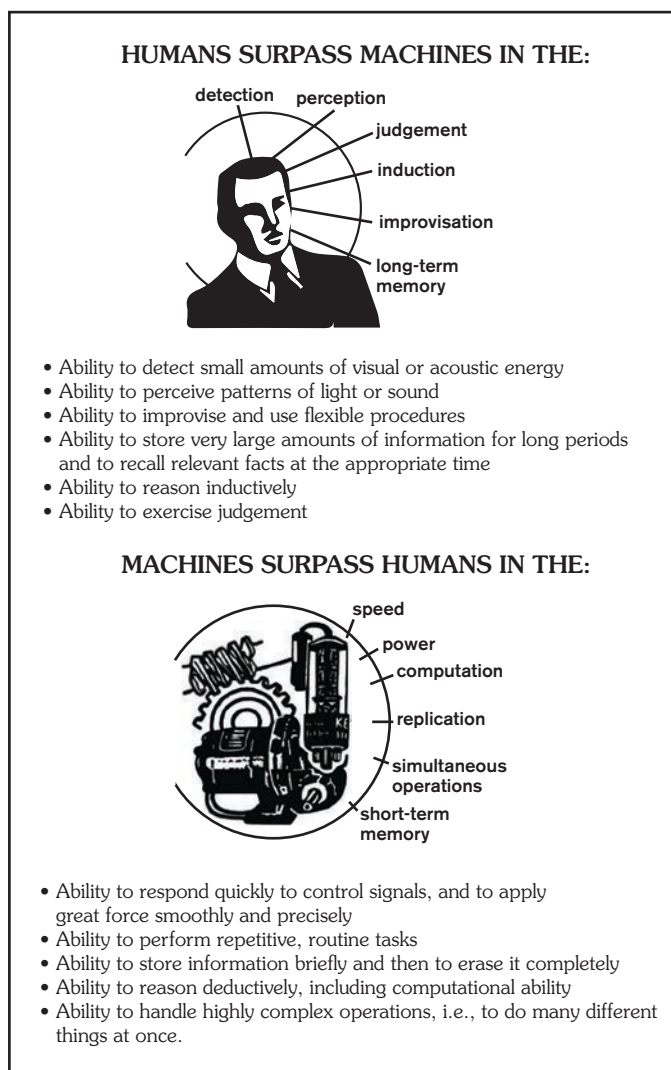 HUMANS SURPASS MACHINES IN THE:
detection
perception
judgement
induction
improvisation
long-term
memory
• Ability to detect small amounts of visual or acoustic energy
• Ability to perceive patterns of light or sound
• Ability to improvise and use flexible procedures
• Ability to store very large amounts of information for long periods
and to recall relevant facts at the appropriate time
• Ability to reason inductively
• Ability to exercise judgement
MACHINES SURPASS HUMANS IN THE:
speed
power
computation
replication
simultaneous
operations
short-term
memory
• Ability to respond quickly to control signals, and to apply
great force smoothly and precisely
• Ability to perform repetitive, routine tasks
• Ability to store information briefly and then to erase it completely
• Ability to reason deductively, including computational ability
• Ability to handle highly complex operations, i.e., to do many different
things at once.